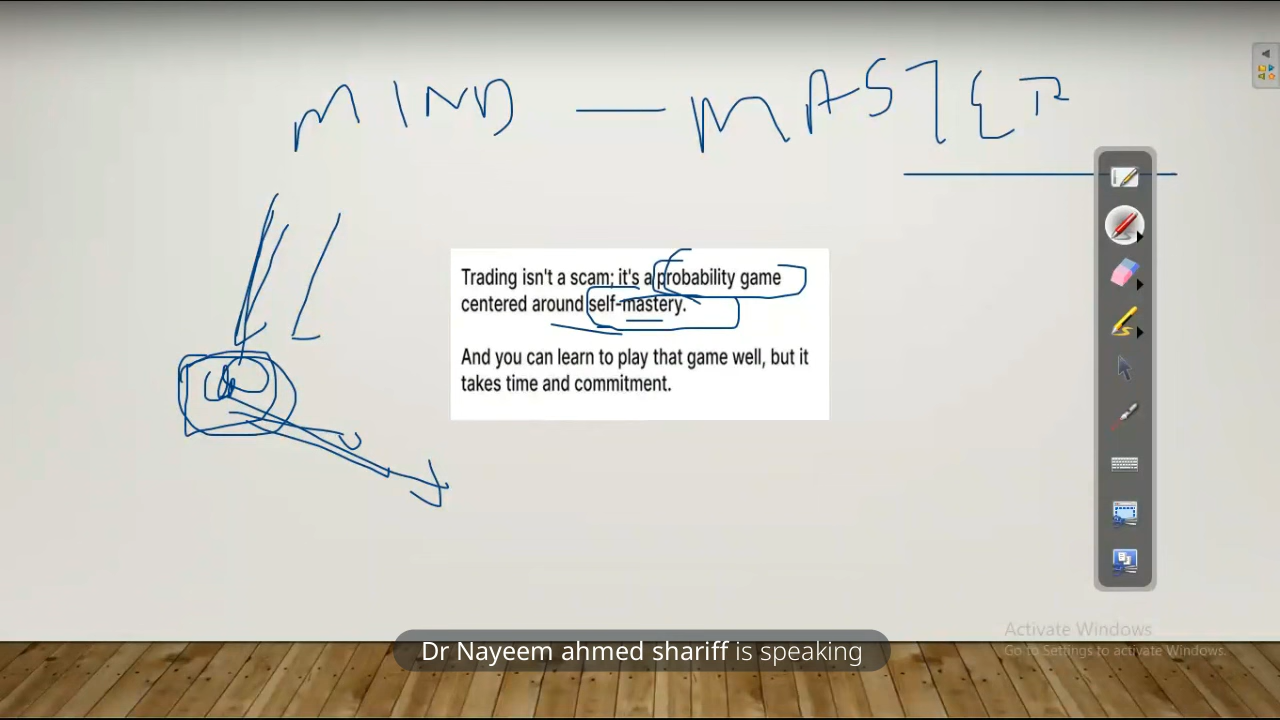 MIND — MASTER
Trading isn't a scam; it's a probability game
centered around self-mastery.
And you can learn to play that game well, but it
takes time and commitment.
Activate Windows
Go to Settings to activate Windows.
Dr Nayeem ahmed shariff is speaking